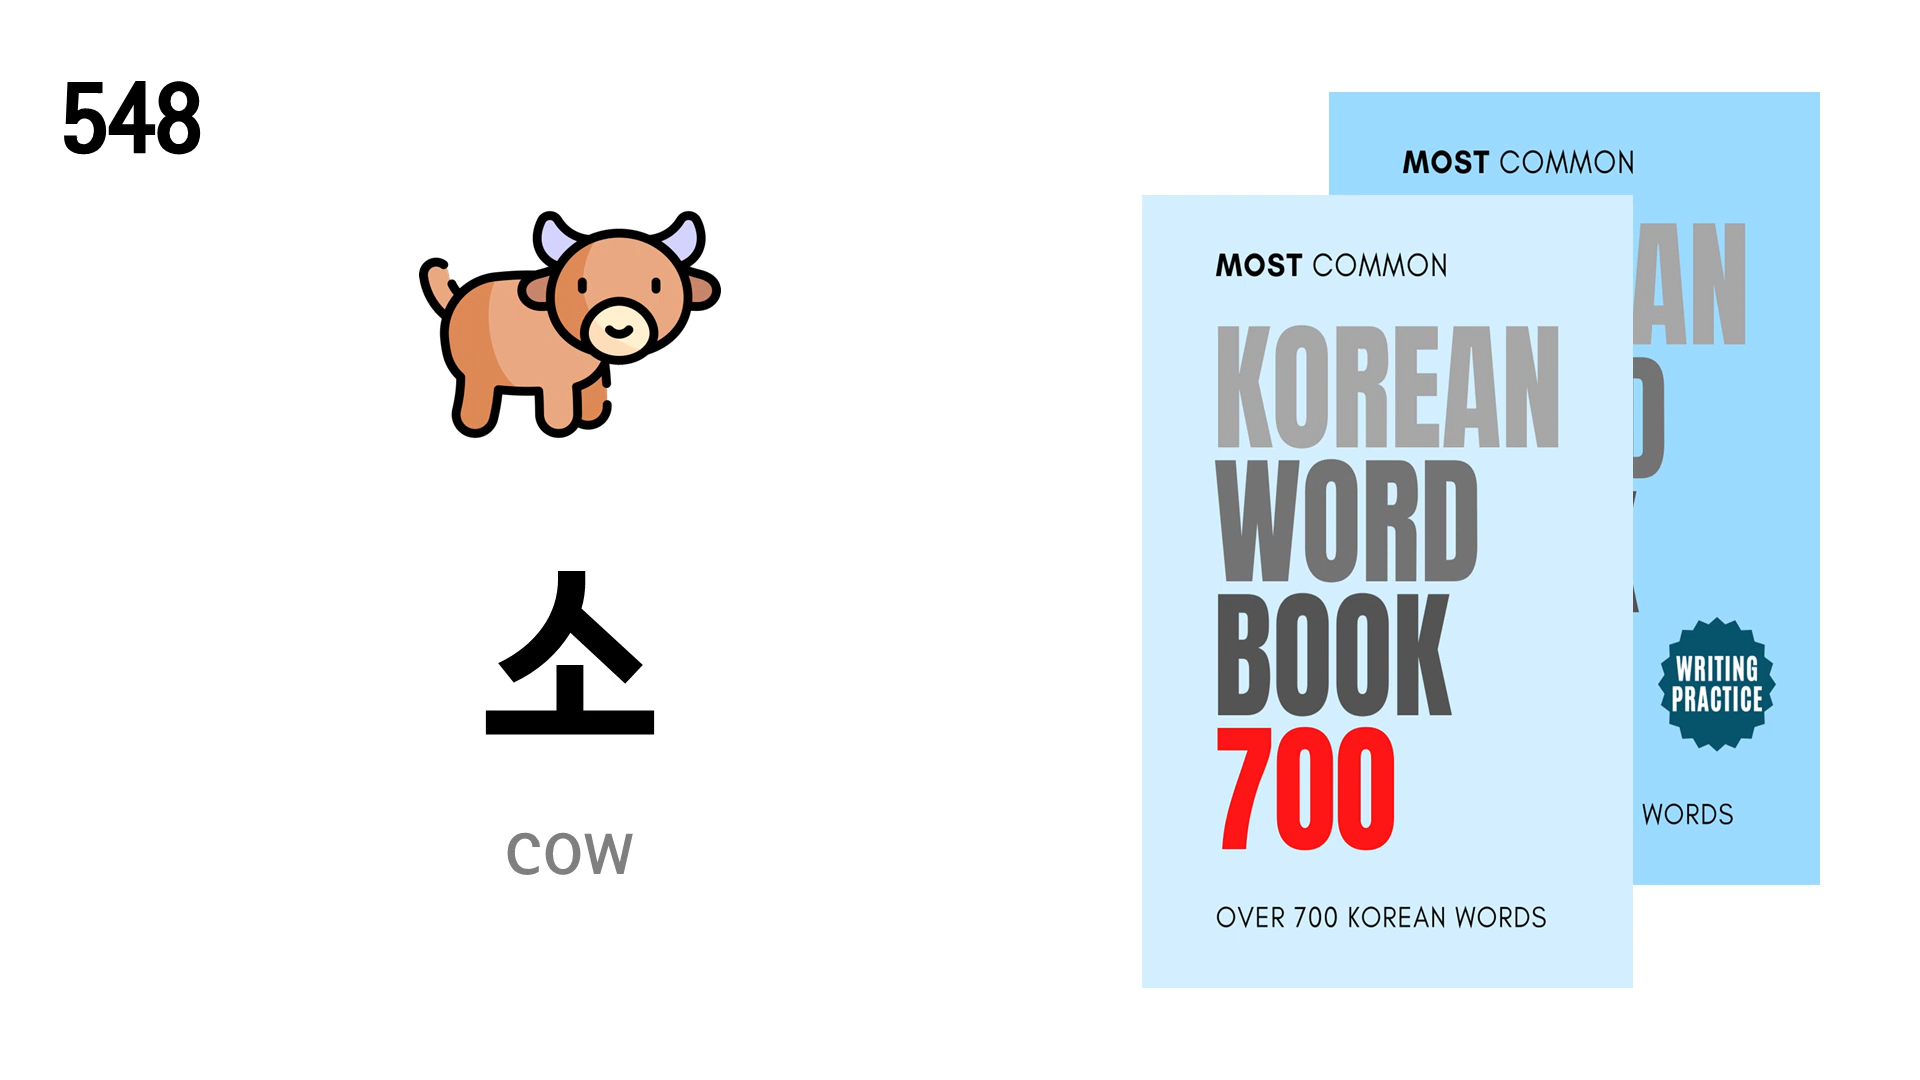 548
소
cow
MOST COMMON
KOREAN
WORD
BOOK
700
OVER 700 KOREAN WORDS
MOST COMMON
WRITING
PRACTICE
WORDS